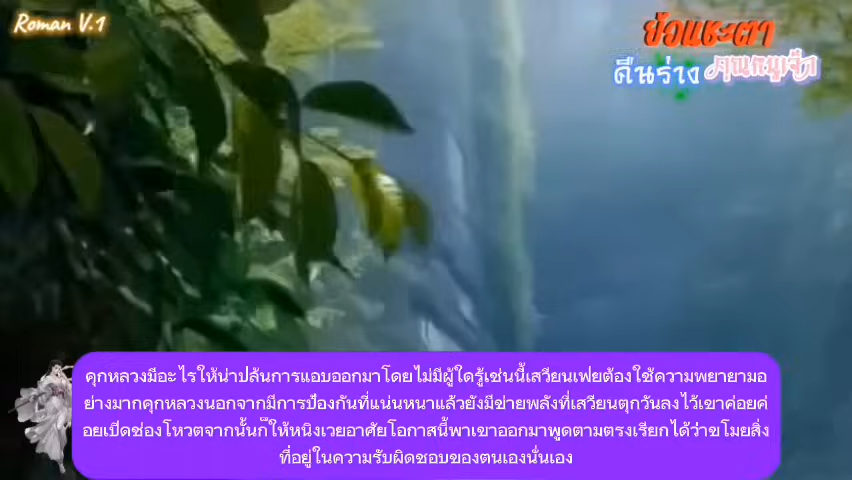 Roman V.1
ยั่วแชะตา
คืนร่าง
คุกหลวงมีอะไรให้น่าปล้นการแอบออกมาโดยไม่มีผู้ใดรู้เช่นนี้เสวียนเฟยต้องใช้ความพยายามอ
ย่างมากคุกหลวงนอกจากมีการป้องกันที่แน่นหนาแล้วยังมีข่ายพลังที่เสวียนตุกวันลงไว้เขาค่อยค่
อยเปิดช่องโหวตจากนั้นก็ให้หนิงเวยอาศัยโอกาสนี้พาเขาออกมาพูดตามตรงเรียกได้ว่าขโมยสิ่ง
ที่อยู่ในความรับผิดชอบของตนเองนั่นเอง